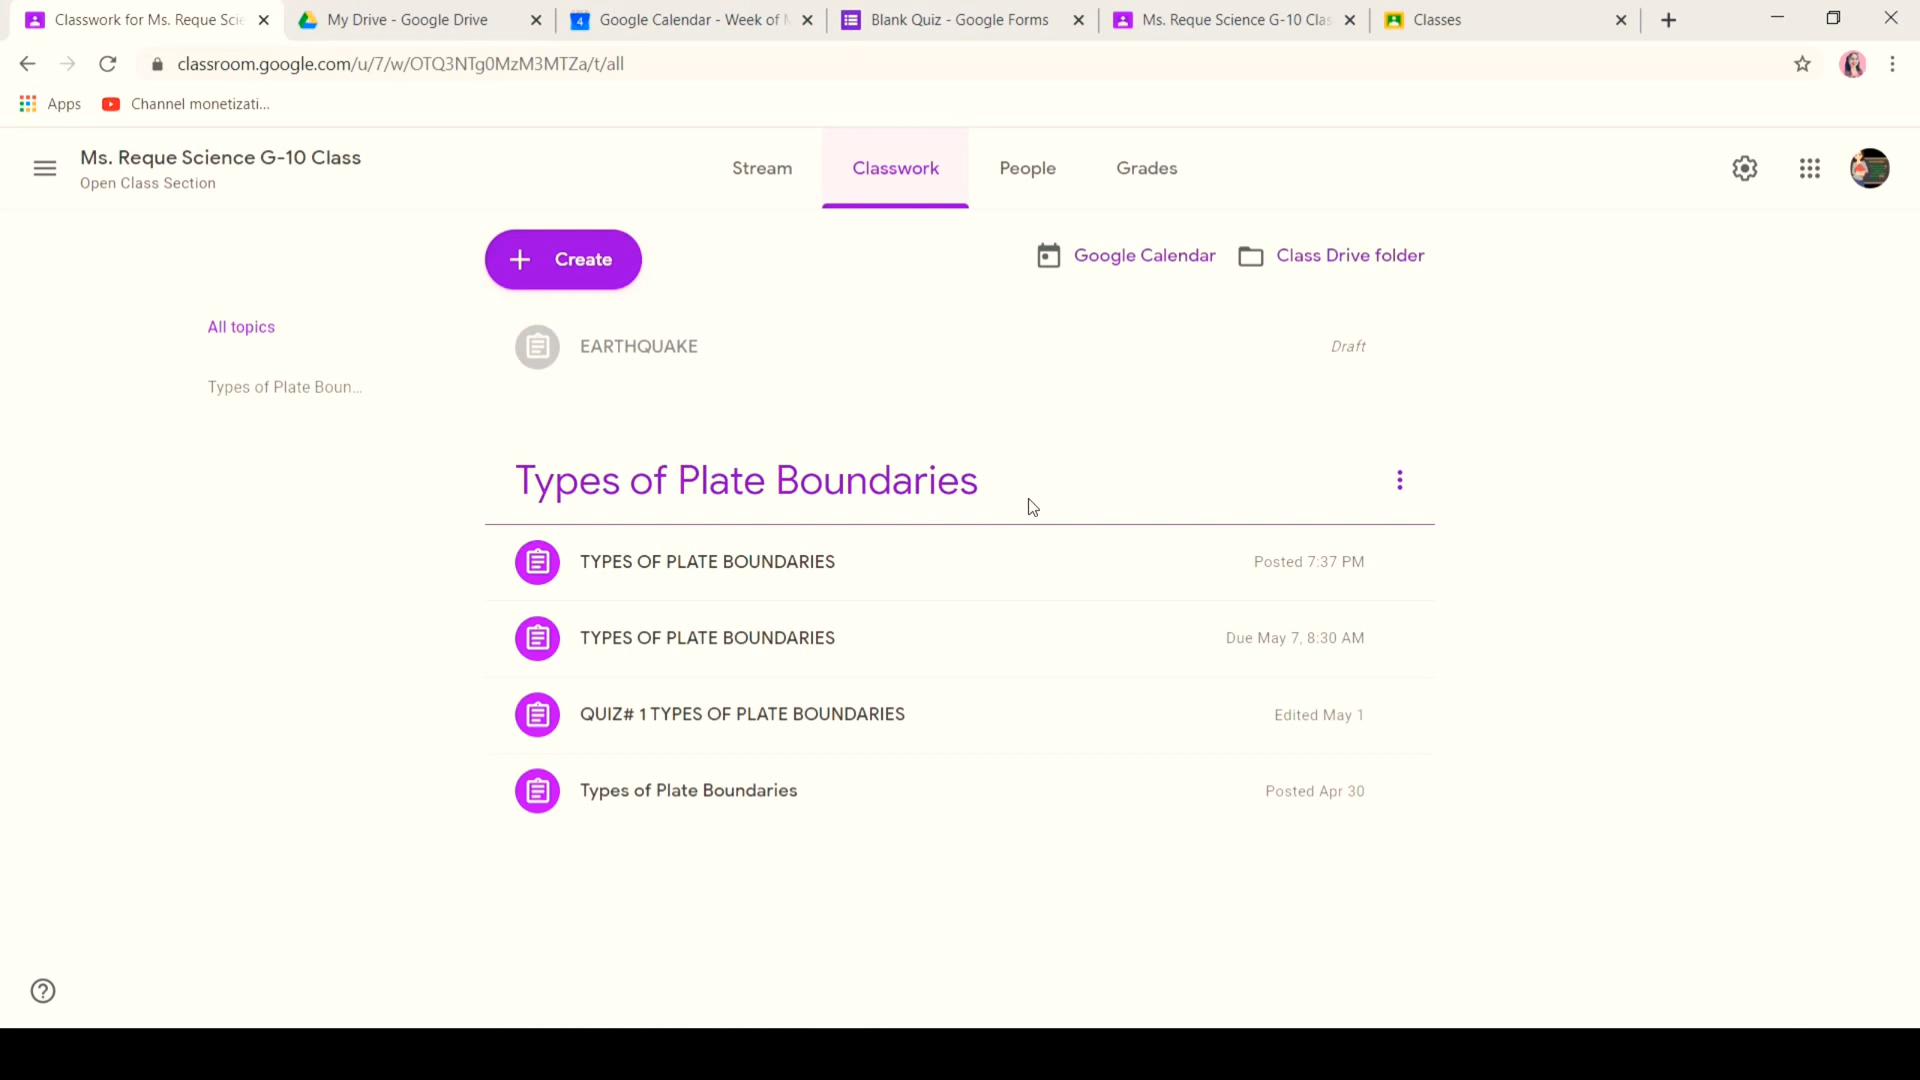 Classwork for Ms. Reque Scie
My Drive - Google Drive
4
Google Calendar - Week of M
Blank Quiz - Google Forms
Ms. Reque Science G-10 Clas
Classes
classroom.google.com/u/7/w/OTQ3NTg0MzM3MTZa/t/all
Apps
Channel monetizati...
Ms. Reque Science G-10 Class
Open Class Section
Stream
Classwork
People
Grades
Create
Google Calendar
Class Drive folder
All topics
Types of Plate Boun...
EARTHQUAKE
Draft
Types of Plate Boundaries
TYPES OF PLATE BOUNDARIES
Posted 7:37 PM
TYPES OF PLATE BOUNDARIES
Due May 7, 8:30 AM
QUIZ# 1 TYPES OF PLATE BOUNDARIES
Edited May 1
Types of Plate Boundaries
Posted Apr 30